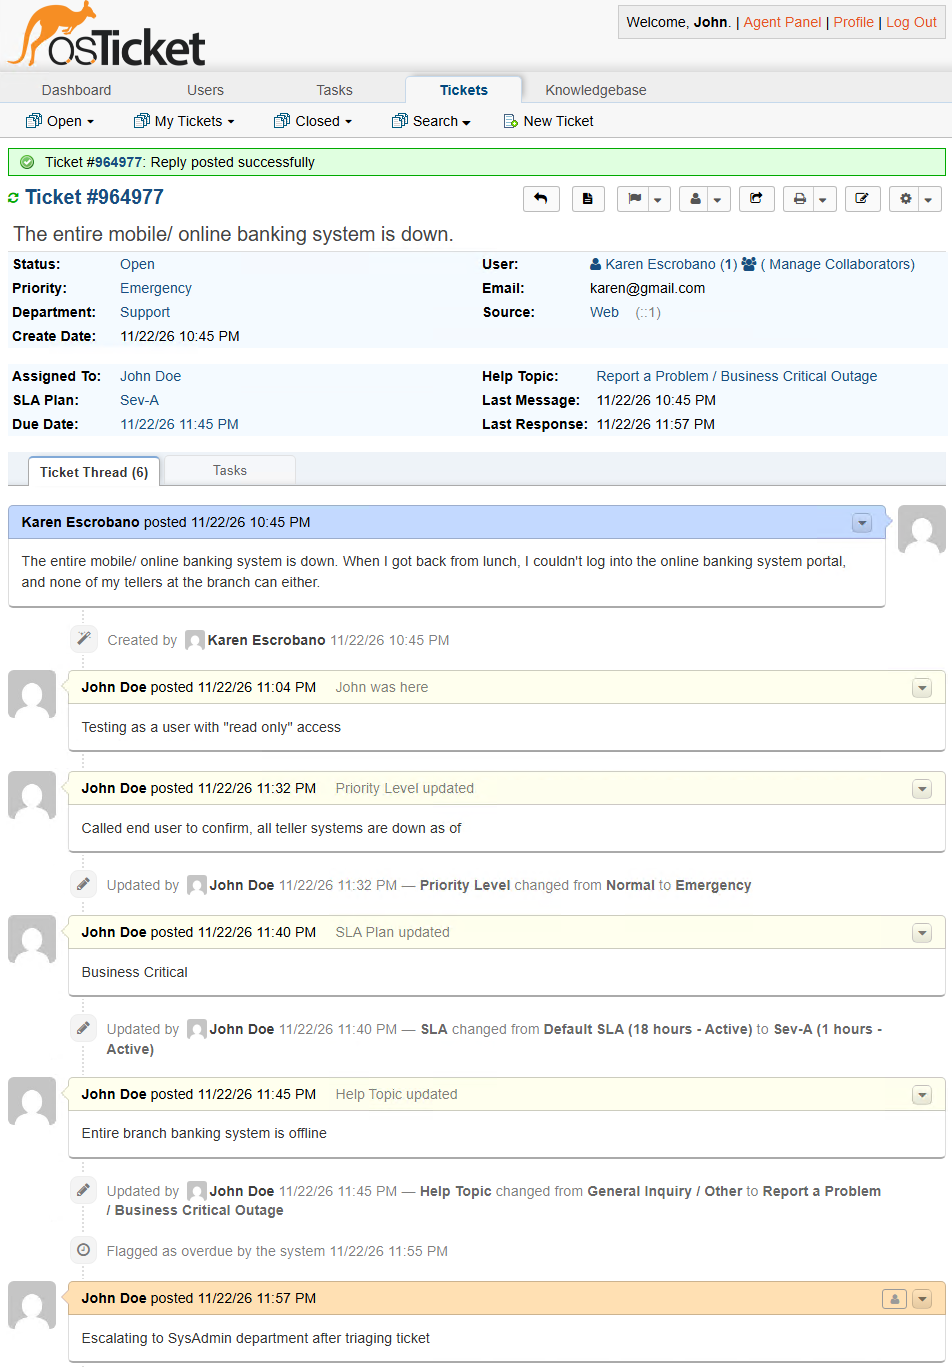 osTicket
Welcome, John. | Agent Panel | Profile | Log Out
Dashboard Users Tasks Tickets Knowledgebase
Open My Tickets Closed Search New Ticket
Ticket #964977: Reply posted successfully
Ticket #964977
The entire mobile/ online banking system is down.
Status: Open User: Karen Escrobano (1) ( Manage Collaborators)
Priority: Emergency Email: karen@gmail.com
Department: Support Source: Web (::1)
Create Date: 11/22/26 10:45 PM
Assigned To: John Doe Help Topic: Report a Problem / Business Critical Outage
SLA Plan: Sev-A Last Message: 11/22/26 10:45 PM
Due Date: 11/22/26 11:45 PM Last Response: 11/22/26 11:57 PM
Ticket Thread (6) Tasks
Karen Escrobano posted 11/22/26 10:45 PM
The entire mobile/ online banking system is down. When I got back from lunch, I couldn't log into the online banking system portal,
and none of my tellers at the branch can either.
Created by Karen Escrobano 11/22/26 10:45 PM
John Doe posted 11/22/26 11:04 PM John was here
Testing as a user with "read only" access
John Doe posted 11/22/26 11:32 PM Priority Level updated
Called end user to confirm, all teller systems are down as of
Updated by John Doe 11/22/26 11:32 PM — Priority Level changed from Normal to Emergency
John Doe posted 11/22/26 11:40 PM SLA Plan updated
Business Critical
Updated by John Doe 11/22/26 11:40 PM — SLA changed from Default SLA (18 hours - Active) to Sev-A (1 hours -
Active)
John Doe posted 11/22/26 11:45 PM Help Topic updated
Entire branch banking system is offline
Updated by John Doe 11/22/26 11:45 PM — Help Topic changed from General Inquiry / Other to Report a Problem
/ Business Critical Outage
Flagged as overdue by the system 11/22/26 11:55 PM
John Doe posted 11/22/26 11:57 PM
Escalating to SysAdmin department after triaging ticket